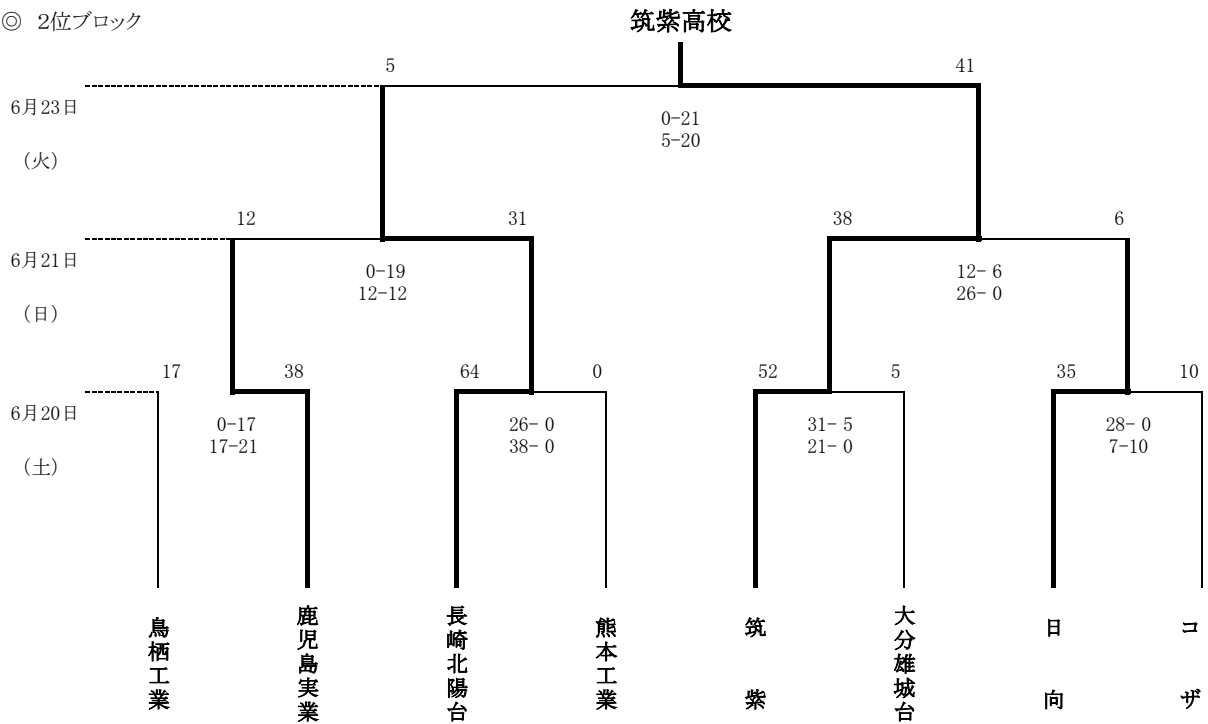 ◎ 2位ブロック
筑紫高校
5
41
6月23日
(火)
0-21
5-20
12
31
38
6
6月21日
(日)
0-19
12-12
12- 6
26- 0
17
38
64
0
52
5
35
10
6月20日
(土)
0-17
17-21
26- 0
38- 0
31- 5
21- 0
28- 0
7-10
鳥栖工業
鹿児島実業
長崎北陽台
熊本工業
筑紫
大分雄城台
日向
コザ